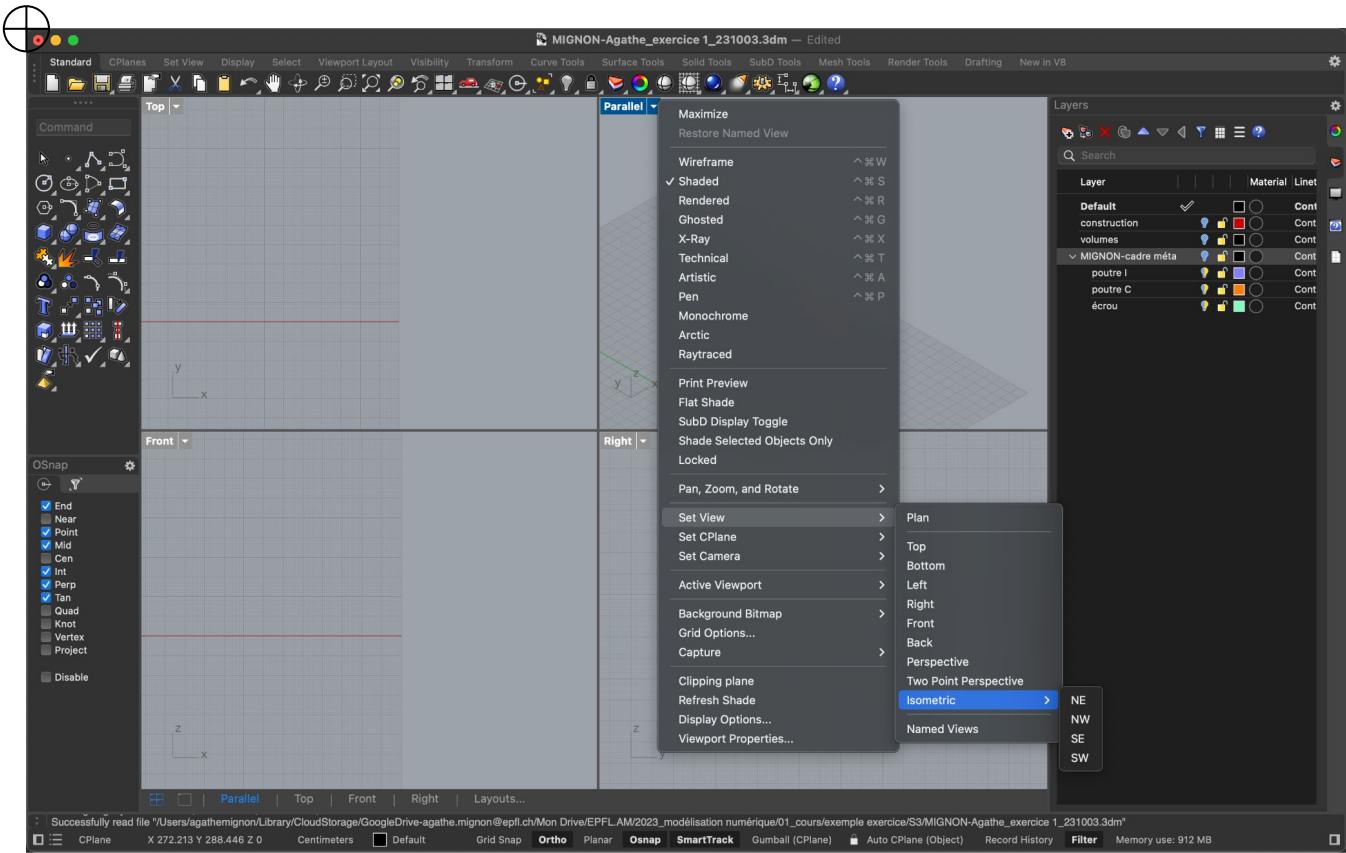 MIGNON-Agathe_exercice 1_231003.3dm — Edited
Standard CPlanes Set View Display Select Viewport Layout Visibility Transform Curve Tools Surface Tools Solid Tools SubD Tools Mesh Tools Render Tools Drafting New in V8
Top
Parallel
Command
y
x
y z x
Front
Right
z
x
z
y
OSnap
End
Near
Point
Mid
Cen
Int
Perp
Tan
Quad
Knot
Vertex
Project
Disable
Maximize
Restore Named View
Wireframe ^⌘W
✓ Shaded ^⌘S
Rendered ^⌘R
Ghosted ^⌘G
X-Ray ^⌘X
Technical ^⌘T
Artistic ^⌘A
Pen ^⌘P
Monochrome
Arctic
Raytraced
Print Preview
Flat Shade
SubD Display Toggle
Shade Selected Objects Only
Locked
Pan, Zoom, and Rotate >
Set View >
Set CPlane >
Set Camera >
Active Viewport >
Background Bitmap >
Grid Options...
Capture >
Clipping plane
Refresh Shade
Display Options...
Viewport Properties...
Plan
Top
Bottom
Left
Right
Front
Back
Perspective
Two Point Perspective
Isometric >
Named Views
NE
NW
SE
SW
Layers
Search
Layer Material Linet
Default Cont
construction Cont
volumes Cont
MIGNON-cadre méta Cont
poutre I Cont
poutre C Cont
écrou Cont
Parallel | Top | Front | Right | Layouts...
Successfully read file "/Users/agathemignon/Library/CloudStorage/GoogleDrive-agathe.mignon@epfl.ch/Mon Drive/EPFL.AM/2023_modélisation numérique/01_cours/exemple exercice/S3/MIGNON-Agathe_exercice 1_231003.3dm"
CPlane X 272.213 Y 288.446 Z 0 Centimeters Default Grid Snap Ortho Planar Osnap SmartTrack Gumball (CPlane) Auto CPlane (Object) Record History Filter Memory use: 912 MB